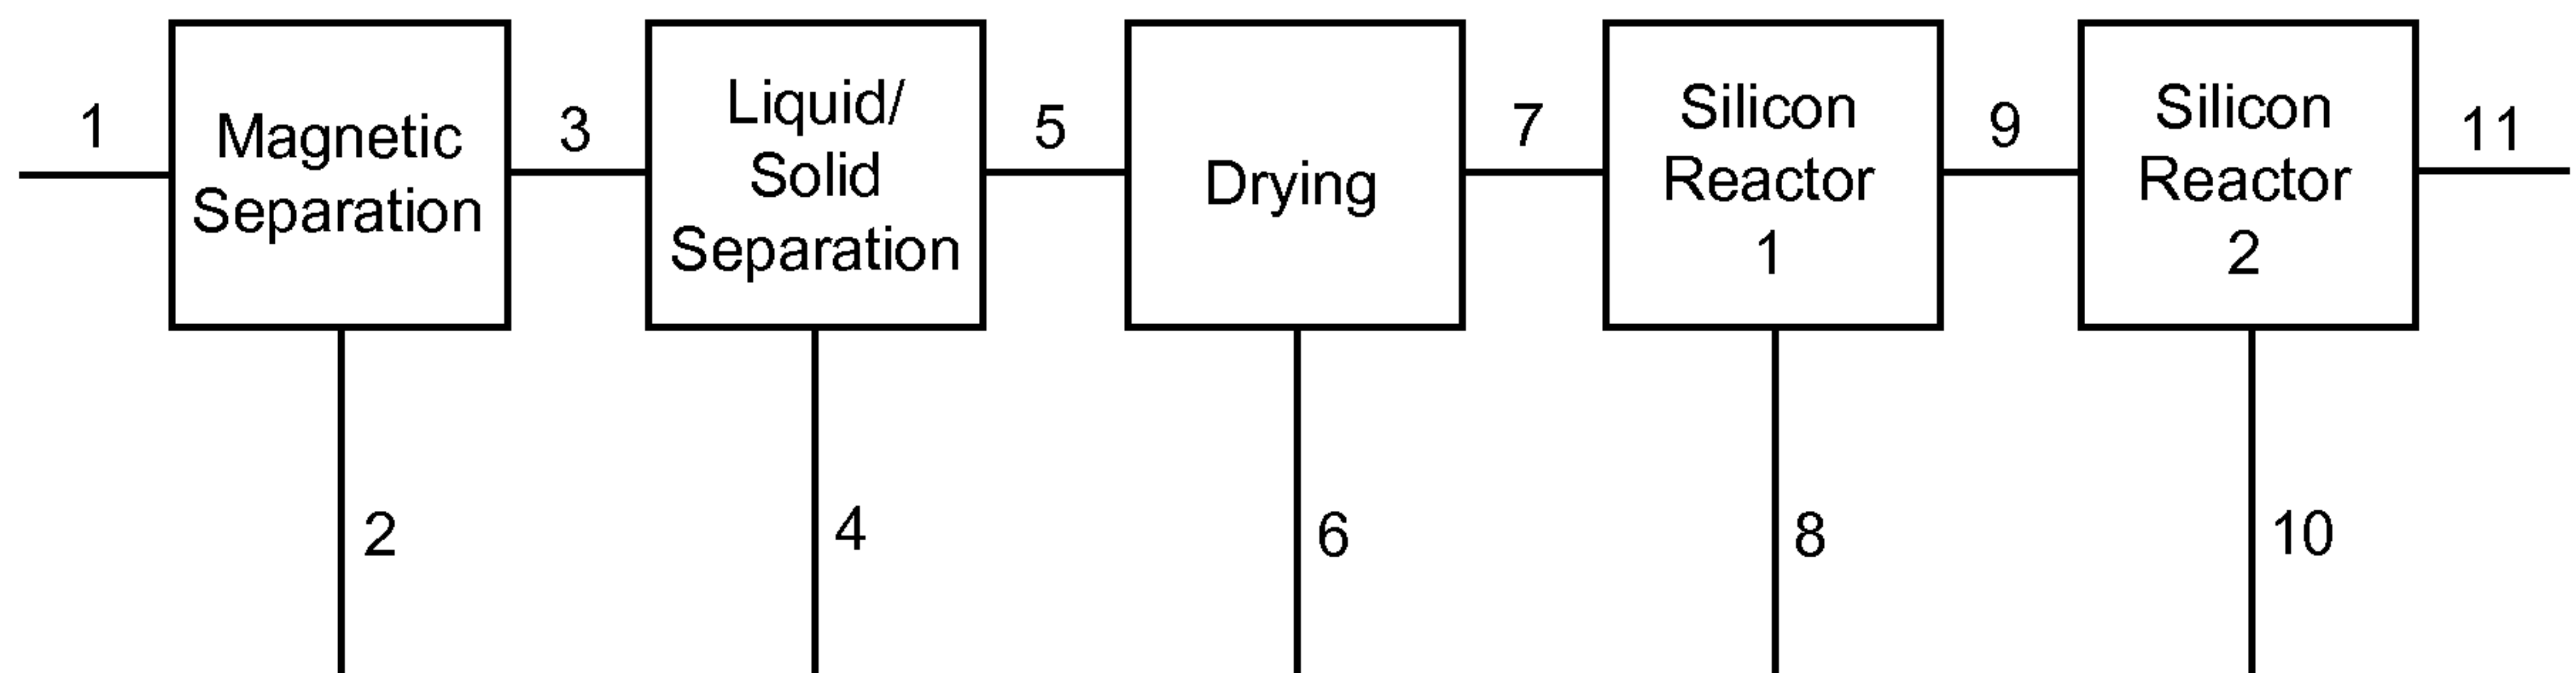 1
Magnetic
Separation
3
Liquid/
Solid
Separation
5
Drying
7
Silicon
Reactor
1
9
Silicon
Reactor
2
11
2
4
6
8
10